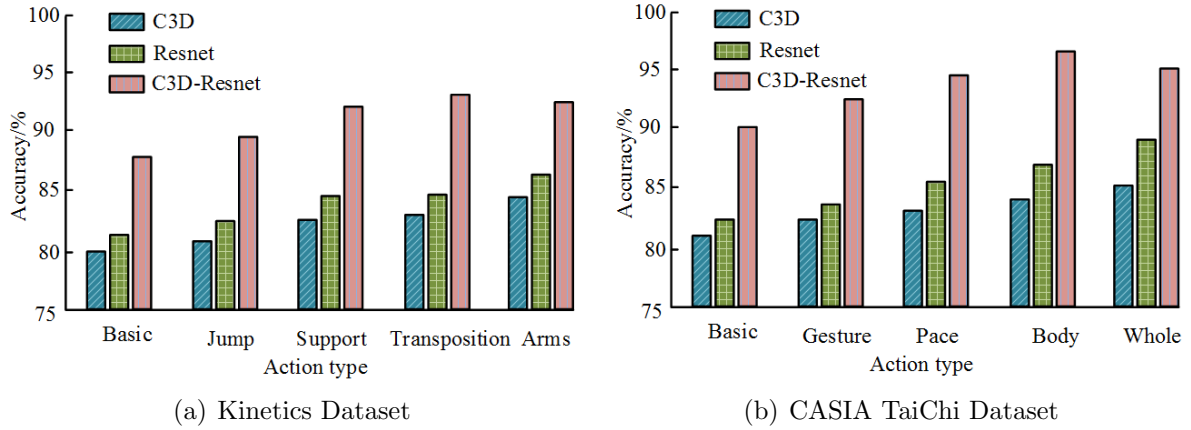 100
95
90
85
80
75
Accuracy/%
C3D
Resnet
C3D-Resnet
Basic
Jump
Support
Transposition
Arms
Action type
(a) Kinetics Dataset
100
95
90
85
80
75
Accuracy/%
C3D
Resnet
C3D-Resnet
Basic
Gesture
Pace
Body
Whole
Action type
(b) CASIA TaiChi Dataset